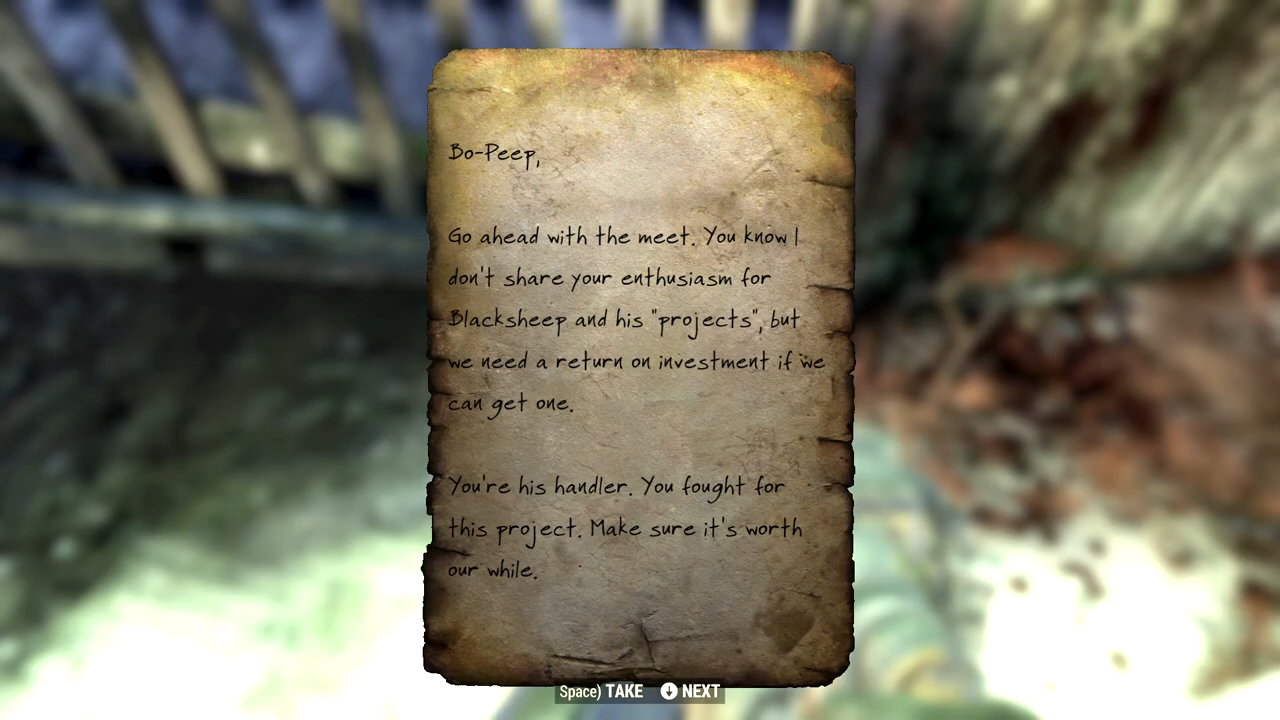 Bo-Peep,
Go ahead with the meet. You know I
don't share your enthusiasm for
Blacksheep and his "projects", but
we need a return on investment if we
can get one.
You're his handler. You fought for
this project. Make sure it's worth
our while.
Space) TAKE NEXT